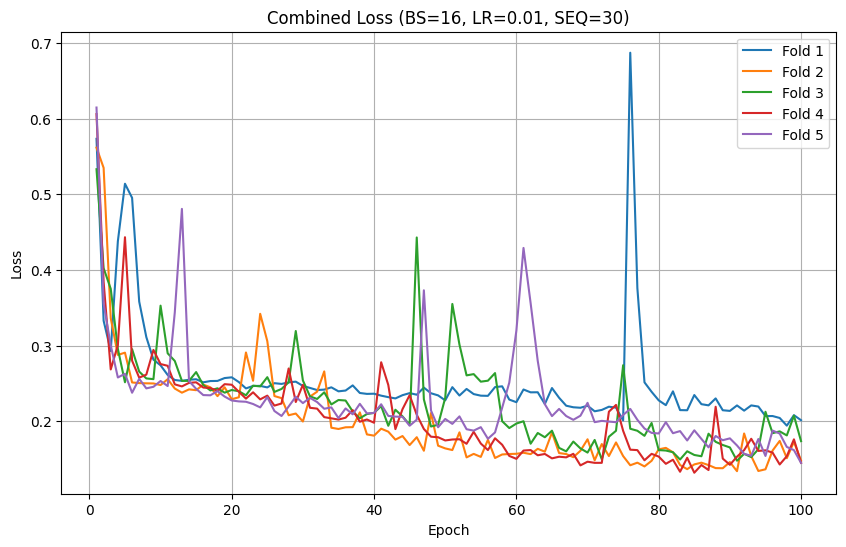 Combined Loss (BS=16, LR=0.01, SEQ=30)
Fold 1
Fold 2
Fold 3
Fold 4
Fold 5
Loss
0.7
0.6
0.5
0.4
0.3
0.2
0 20 40 60 80 100
Epoch